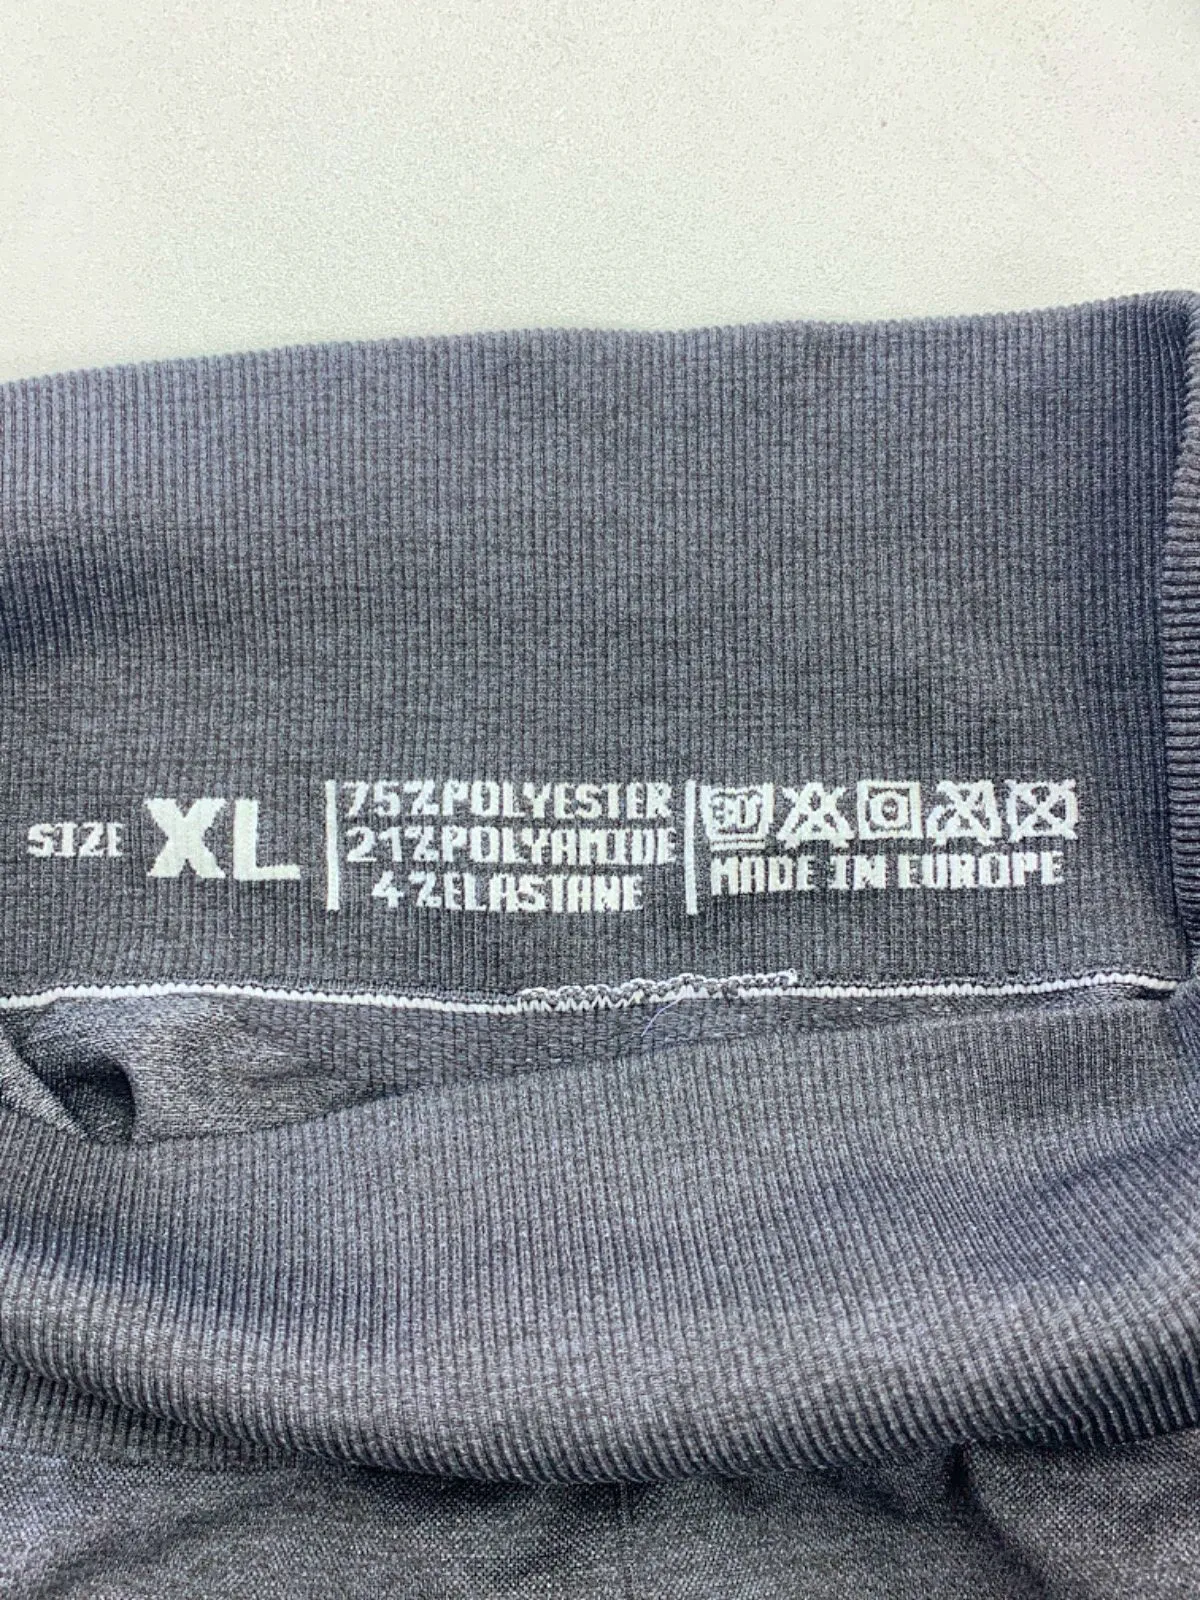 SIZE XL
75%POLYESTER
21%POLYAMIDE
4%ELASTANE
30°
MADE IN EUROPE